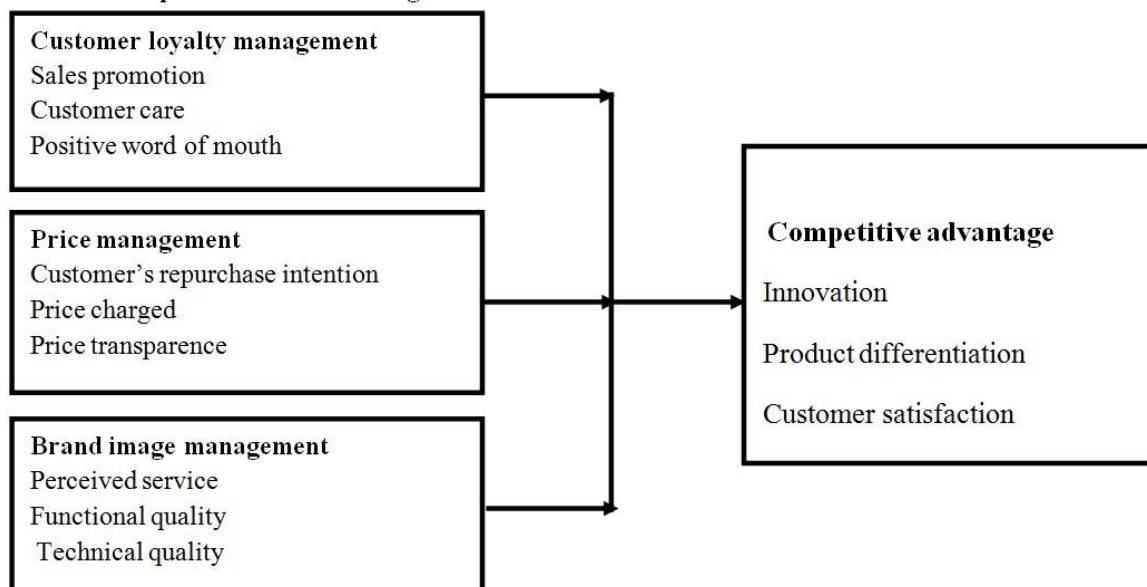 Customer loyalty management
Sales promotion
Customer care
Positive word of mouth
Price management
Customer’s repurchase intention
Price charged
Price transparence
Brand image management
Perceived service
Functional quality
Technical quality
Competitive advantage
Innovation
Product differentiation
Customer satisfaction